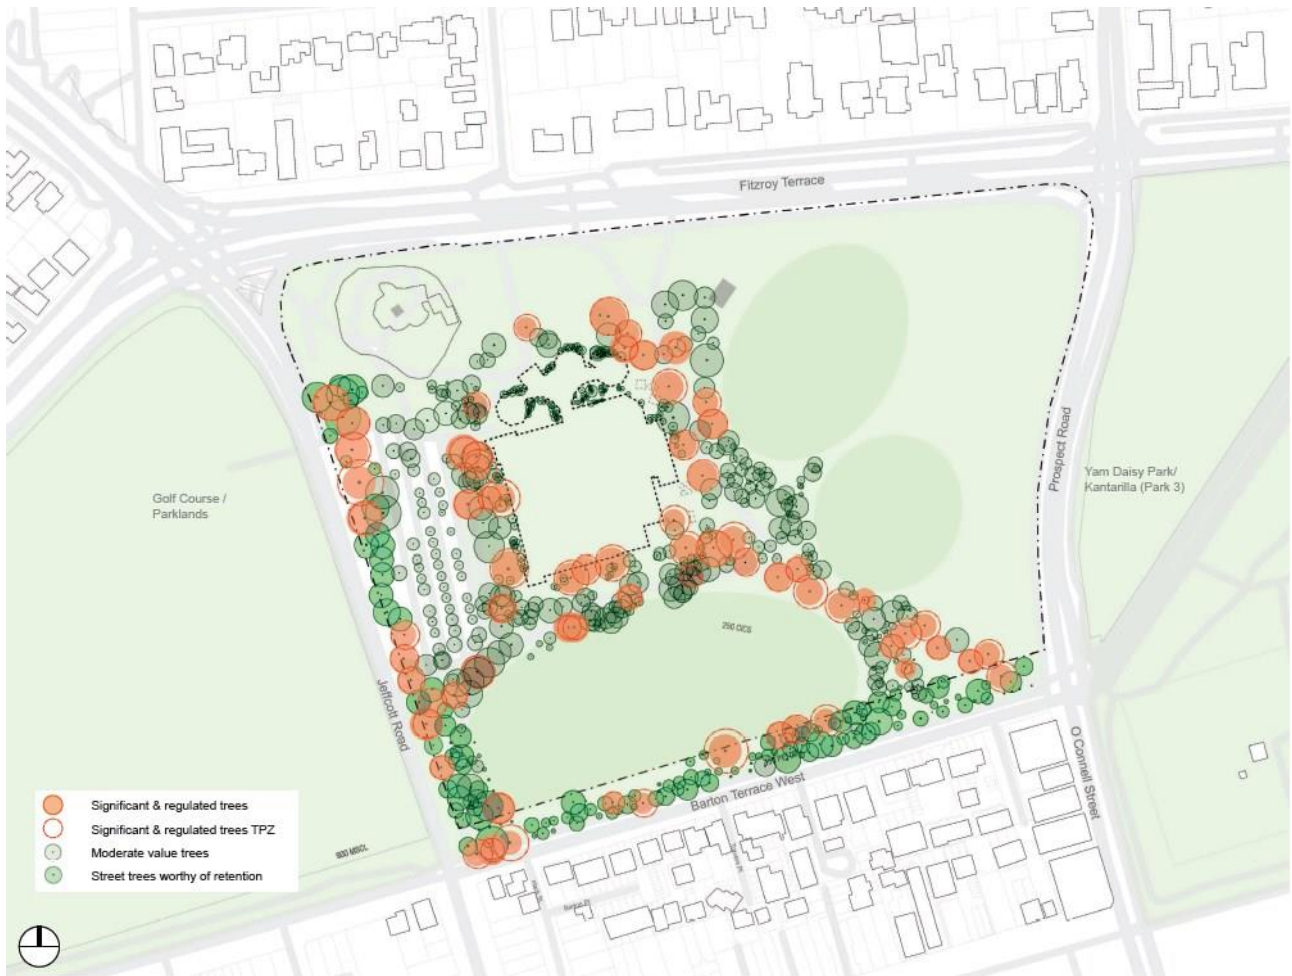 Fitzroy Terrace
Prospect Road
Golf Course /
Parklands
Yam Daisy Park/
Kantarilla (Park 3)
Jeffcott Road
Barton Terrace West
O Connell Street
Significant & regulated trees
Significant & regulated trees TPZ
Moderate value trees
Street trees worthy of retention